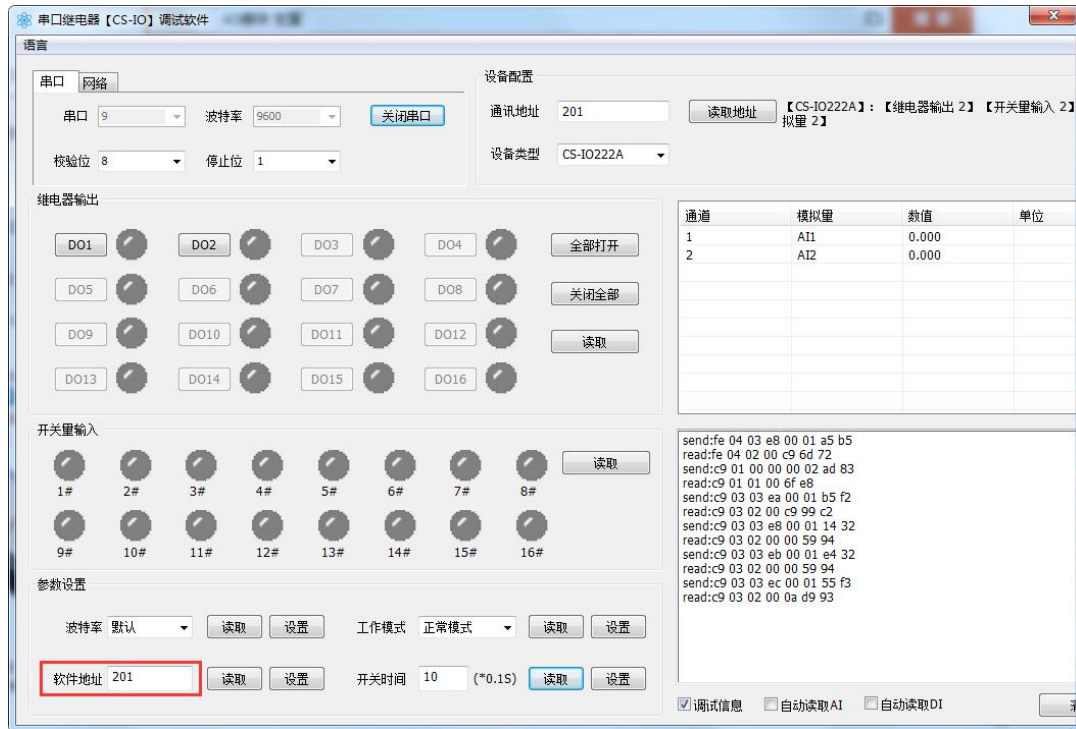 串口继电器【CS-IO】调试软件
语言
串口 网络
串口 9 波特率 9600 关闭串口
校验位 8 停止位 1
设备配置
通讯地址 201 读取地址 【CS-IO222A】:【继电器输出 2】【开关量输入 2】
拟量 2】
设备类型 CS-IO222A
继电器输出
DO1 DO2 DO3 DO4 全部打开
DO5 DO6 DO7 DO8 关闭全部
DO9 DO10 DO11 DO12 读取
DO13 DO14 DO15 DO16
通道 模拟量 数值 单位
1 AI1 0.000
2 AI2 0.000
开关量输入
读取
1# 2# 3# 4# 5# 6# 7# 8#
9# 10# 11# 12# 13# 14# 15# 16#
send:fe 04 03 e8 00 01 a5 b5
read:fe 04 02 00 c9 6d 72
send:c9 01 00 00 00 02 ad 83
read:c9 01 01 00 6f e8
send:c9 03 03 ea 00 01 b5 f2
read:c9 03 02 00 c9 99 c2
send:c9 03 03 e8 00 01 14 32
read:c9 03 02 00 00 59 94
send:c9 03 03 eb 00 01 e4 32
read:c9 03 02 00 00 59 94
send:c9 03 03 ec 00 01 55 f3
read:c9 03 02 00 0a d9 93
参数设置
波特率 默认 读取 设置 工作模式 正常模式 读取 设置
软件地址 201 读取 设置 开关时间 10 (*0.1S) 读取 设置
调试信息 自动读取AI 自动读取DI